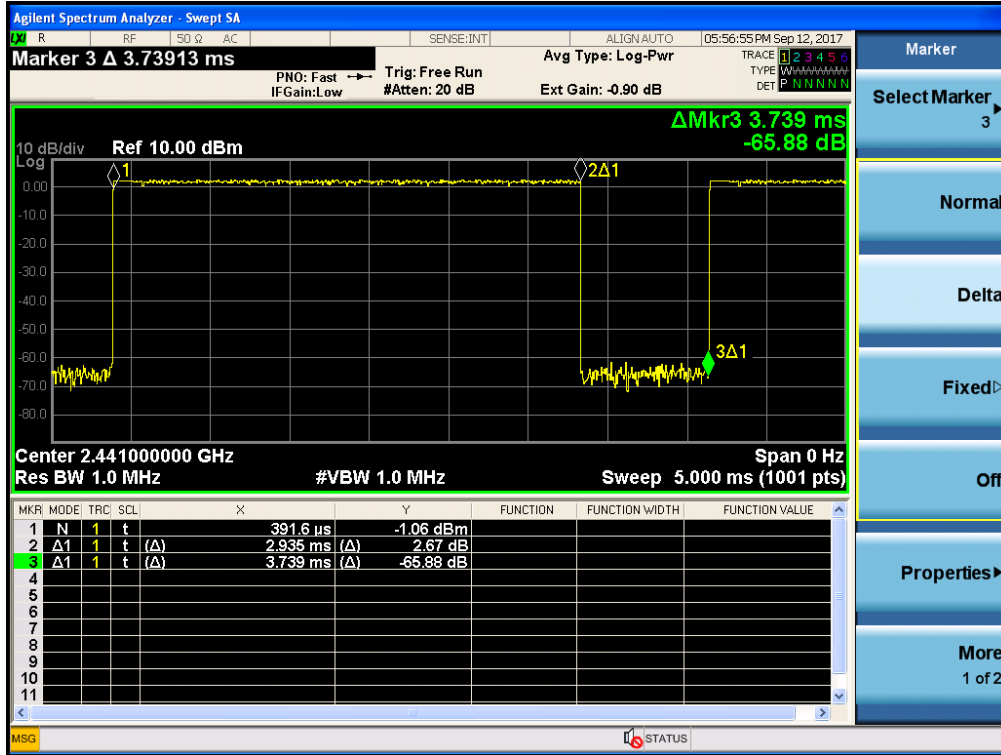 Agilent Spectrum Analyzer - Swept SA
LXI R RF 50 Ω AC SENSE:INT ALIGN AUTO 05:56:55 PM Sep 12, 2017
Marker 3 Δ 3.73913 ms
PNO: Fast
IFGain:Low
Trig: Free Run
#Atten: 20 dB
Avg Type: Log-Pwr
Ext Gain: -0.90 dB
TRACE 1 2 3 4 5 6
TYPE W
DET P N N N N N
ΔMkr3 3.739 ms
-65.88 dB
10 dB/div Ref 10.00 dBm
Log
1
2Δ1
0.00
-10.0
-20.0
-30.0
-40.0
-50.0
-60.0
3Δ1
-70.0
-80.0
Center 2.441000000 GHz Span 0 Hz
Res BW 1.0 MHz #VBW 1.0 MHz Sweep 5.000 ms (1001 pts)
MKR MODE TRC SCL X Y FUNCTION FUNCTION WIDTH FUNCTION VALUE
1 N 1 t 391.6 µs -1.06 dBm
2 Δ1 1 t (Δ) 2.935 ms (Δ) 2.67 dB
3 Δ1 1 t (Δ) 3.739 ms (Δ) -65.88 dB
4
5
6
7
8
9
10
11
MSG STATUS
Marker
Select Marker
3
Normal
Delta
Fixed
Off
Properties
More
1 of 2